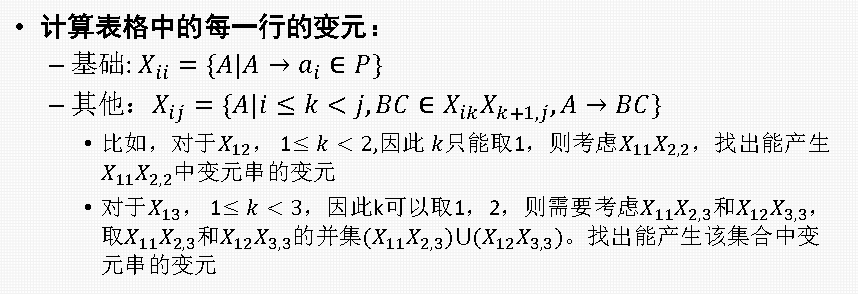 • 计算表格中的每一行的变元：
– 基础: $X_{ii} = \{A|A \to a_i \in P\}$
– 其他：$X_{ij} = \{A|i \leq k < j, BC \in X_{ik}X_{k+1,j}, A \to BC\}$
• 比如，对于$X_{12}$， $1 \leq k < 2$,因此 $k$只能取1，则考虑$X_{11}X_{2,2}$，找出能产生
$X_{11}X_{2,2}$中变元串的变元
• 对于$X_{13}$， $1 \leq k < 3$，因此k可以取1，2，则需要考虑$X_{11}X_{2,3}$和$X_{12}X_{3,3}$，
取$X_{11}X_{2,3}$和$X_{12}X_{3,3}$的并集$(X_{11}X_{2,3}) \cup (X_{12}X_{3,3})$。找出能产生该集合中变
元串的变元